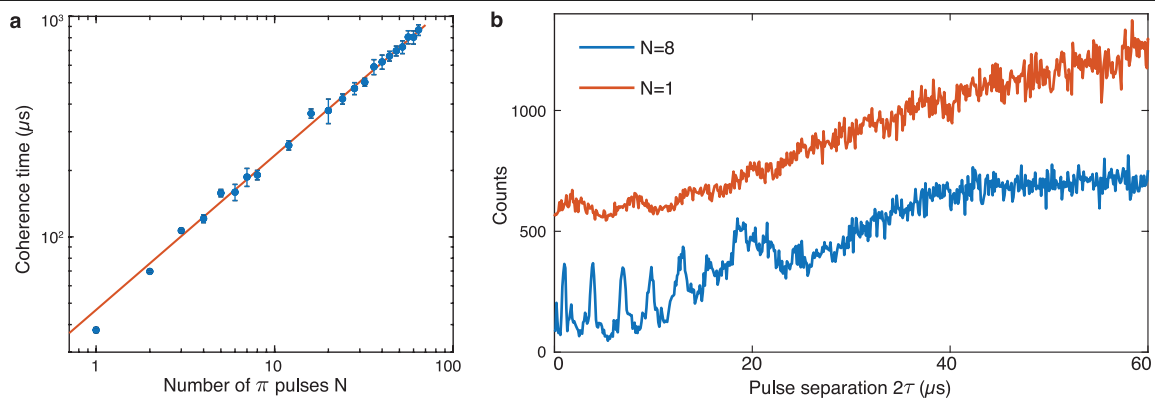 a
10³
10²
Coherence time (µs)
1
10
100
Number of π pulses N
b
N=8
N=1
1000
500
0
Counts
0
20
40
60
Pulse separation 2τ (µs)